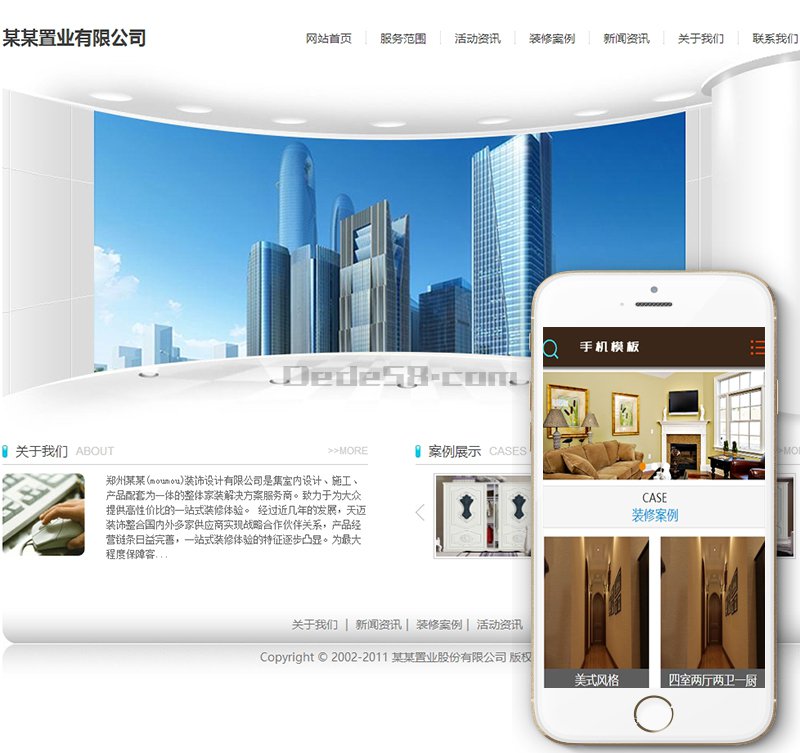 某某置业有限公司
网站首页 服务范围 活动资讯 装修案例 新闻资讯 关于我们 联系我们
Dede58.com
关于我们 ABOUT >>MORE
郑州某某(moumou)装饰设计有限公司是集室内设计、施工、
产品配套为一体的整体家装解决方案服务商。致力于为大众
提供高性价比的一站式装修体验。 经过近几年的发展，天迈
装饰整合国内外多家供应商实现战略合作伙伴关系，产品经
营链条日益完善，一站式装修体验的特征逐步凸显。为最大
程度保障客...
案例展示 CASES
手机模板
CASE
装修案例
美式风格
四室两厅两卫一厨
关于我们 | 新闻资讯 | 装修案例 | 活动资讯
Copyright © 2002-2011 某某置业股份有限公司 版权